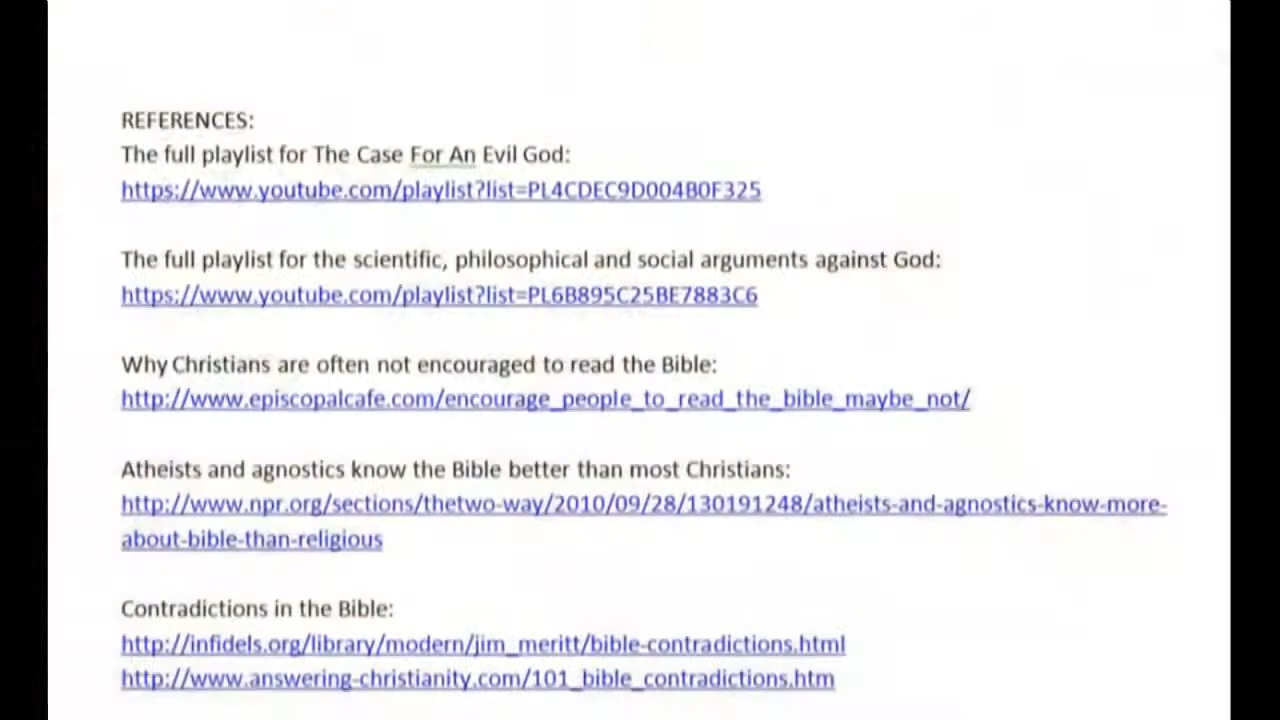 REFERENCES:
The full playlist for The Case For An Evil God:
https://www.youtube.com/playlist?list=PL4CDEC9D004B0F325
The full playlist for the scientific, philosophical and social arguments against God:
https://www.youtube.com/playlist?list=PL6B895C25BE7883C6
Why Christians are often not encouraged to read the Bible:
http://www.episcopalcafe.com/encourage_people_to_read_the_bible_maybe_not/
Atheists and agnostics know the Bible better than most Christians:
http://www.npr.org/sections/thetwo-way/2010/09/28/130191248/atheists-and-agnostics-know-more-
about-bible-than-religious
Contradictions in the Bible:
http://infidels.org/library/modern/jim_meritt/bible-contradictions.html
http://www.answering-christianity.com/101_bible_contradictions.htm